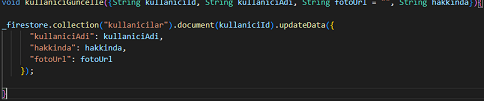 void kullaniciGuncelle({String kullaniciId, String kullaniciAdi, String fotoUrl = "", String hakkinda}){
_firestore.collection("kullanicilar").document(kullaniciId).updateData({
"kullaniciAdi": kullaniciAdi,
"hakkinda": hakkinda,
"fotoUrl": fotoUrl
});
}